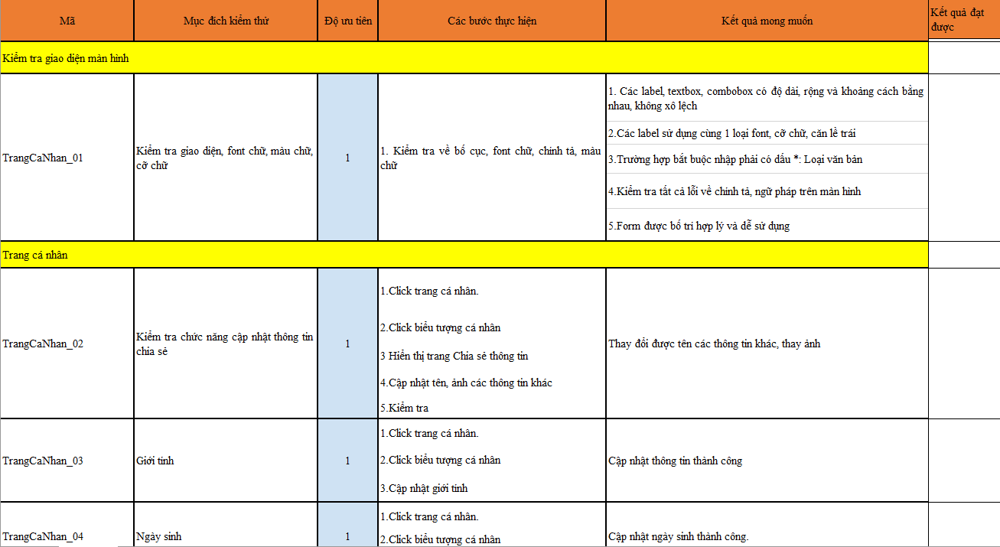 Mã
Mục đích kiểm thử
Độ ưu tiên
Các bước thực hiện
Kết quả mong muốn
Kết quả đạt
được
Kiểm tra giao diện màn hình
TrangCaNhan_01
Kiểm tra giao diện, font chữ, màu chữ,
cỡ chữ
1
1. Kiểm tra về bố cục, font chữ, chính tả, màu
chữ
1. Các label, textbox, combobox có độ dài, rộng và khoảng cách bằng
nhau, không xô lệch
2.Các label sử dụng cùng 1 loại font, cỡ chữ, căn lề trái
3.Trường hợp bắt buộc nhập phải có dấu *: Loại văn bản
4.Kiểm tra tất cả lỗi về chính tả, ngữ pháp trên màn hình
5.Form được bố trí hợp lý và dễ sử dụng
Trang cá nhân
TrangCaNhan_02
Kiểm tra chức năng cập nhật thông tin
chia sẻ
1
1.Click trang cá nhân.
2.Click biểu tượng cá nhân
3 Hiển thị trang Chia sẻ thông tin
4.Cập nhật tên, ảnh các thông tin khác
5.Kiểm tra
Thay đổi được tên các thông tin khác, thay ảnh
TrangCaNhan_03
Giới tính
1
1.Click trang cá nhân.
2.Click biểu tượng cá nhân
3.Cập nhật giới tính
Cập nhật thông tin thành công
TrangCaNhan_04
Ngày sinh
1
1.Click trang cá nhân.
2.Click biểu tượng cá nhân
Cập nhật ngày sinh thành công.